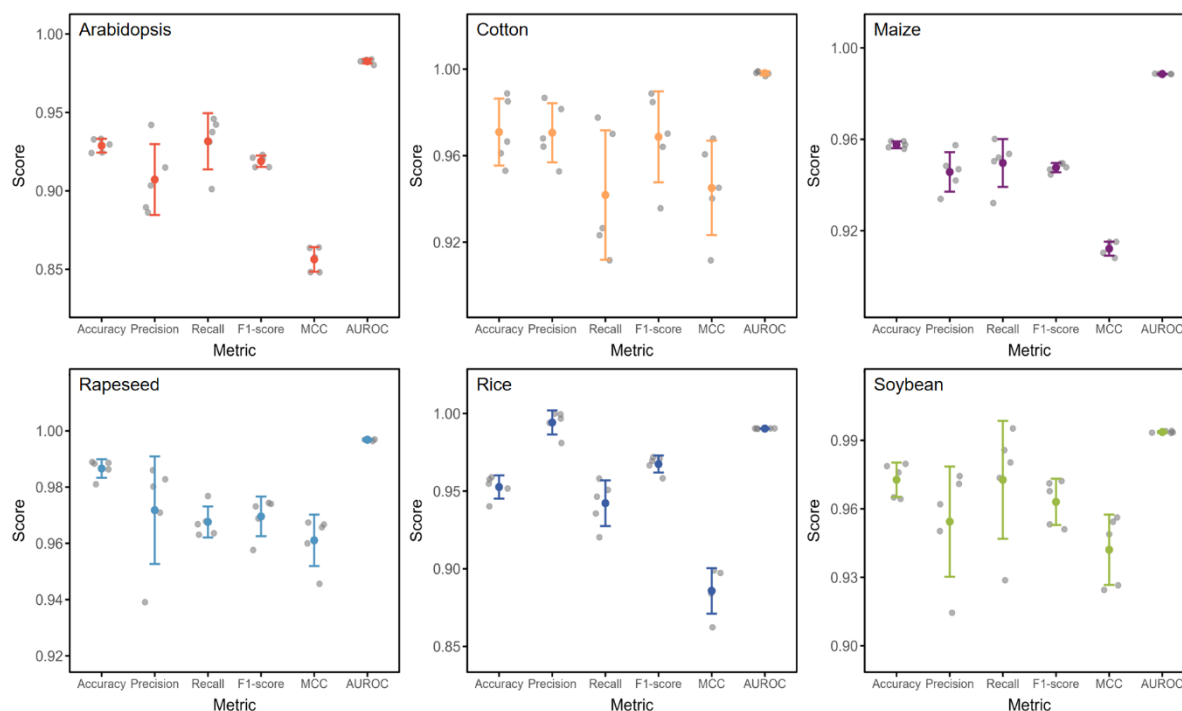 Arabidopsis
1.00
0.95
0.90
0.85
Score
Accuracy Precision Recall F1-score MCC AUROC
Metric
Cotton
1.00
0.96
0.92
Score
Accuracy Precision Recall F1-score MCC AUROC
Metric
Maize
1.00
0.96
0.92
Score
Accuracy Precision Recall F1-score MCC AUROC
Metric
Rapeseed
1.00
0.98
0.96
0.94
0.92
Score
Accuracy Precision Recall F1-score MCC AUROC
Metric
Rice
1.00
0.95
0.90
0.85
Score
Accuracy Precision Recall F1-score MCC AUROC
Metric
Soybean
0.99
0.96
0.93
0.90
Score
Accuracy Precision Recall F1-score MCC AUROC
Metric